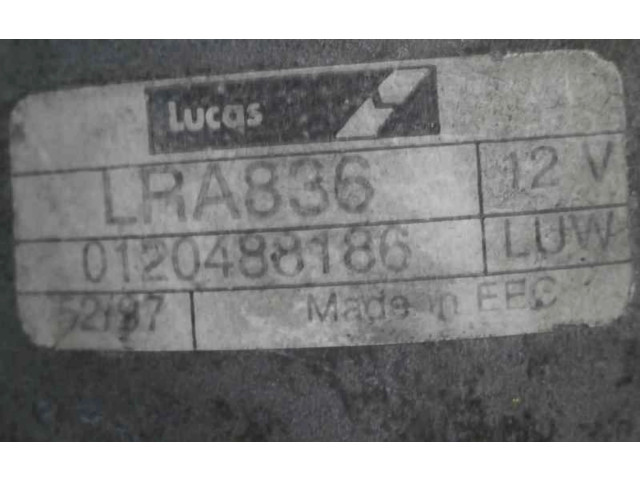 Lucas
LRA836 12 V
0120488186 LUW
52/97 Made in EEC